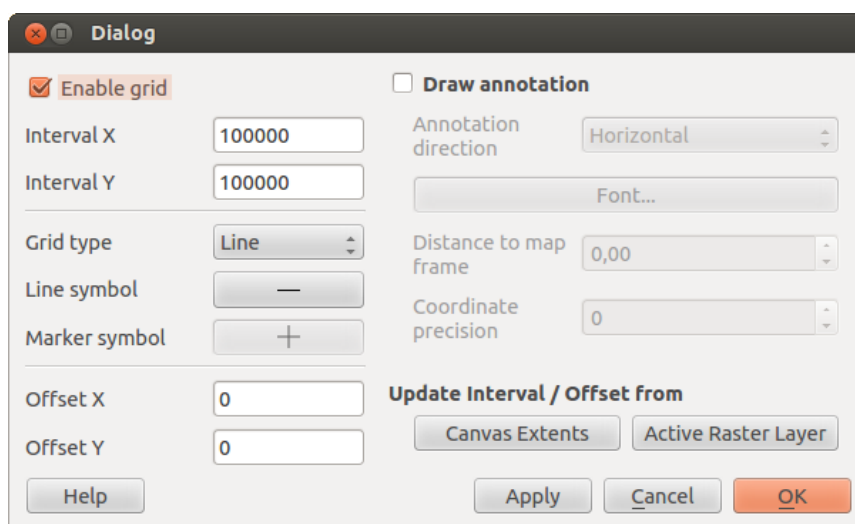 Dialog
Enable grid
Interval X 100000
Interval Y 100000
Grid type Line
Line symbol
Marker symbol
Offset X 0
Offset Y 0
Draw annotation
Annotation
direction
Horizontal
Font...
Distance to map
frame
0,00
Coordinate
precision
0
Update Interval / Offset from
Canvas Extents Active Raster Layer
Help Apply Cancel OK